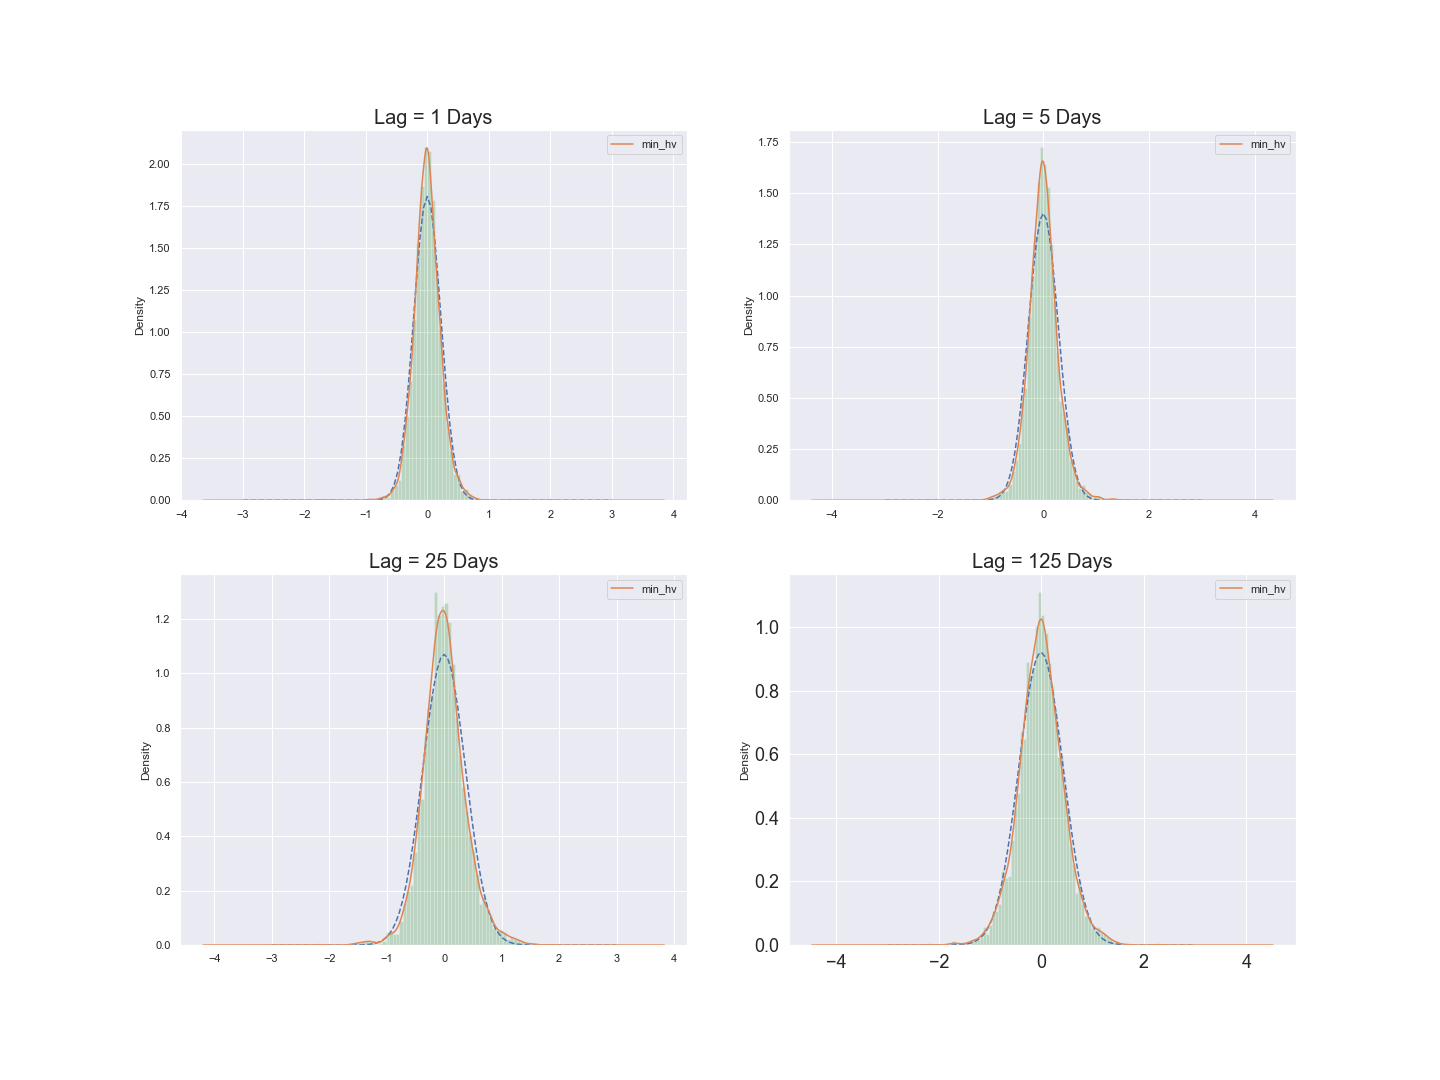 Lag = 1 Days
min_hv
Density
2.00
1.75
1.50
1.25
1.00
0.75
0.50
0.25
0.00
−4 −3 −2 −1 0 1 2 3 4
Lag = 5 Days
min_hv
Density
1.75
1.50
1.25
1.00
0.75
0.50
0.25
0.00
−4 −2 0 2 4
Lag = 25 Days
min_hv
Density
1.2
1.0
0.8
0.6
0.4
0.2
0.0
−4 −3 −2 −1 0 1 2 3 4
Lag = 125 Days
min_hv
Density
1.0
0.8
0.6
0.4
0.2
0.0
−4 −2 0 2 4